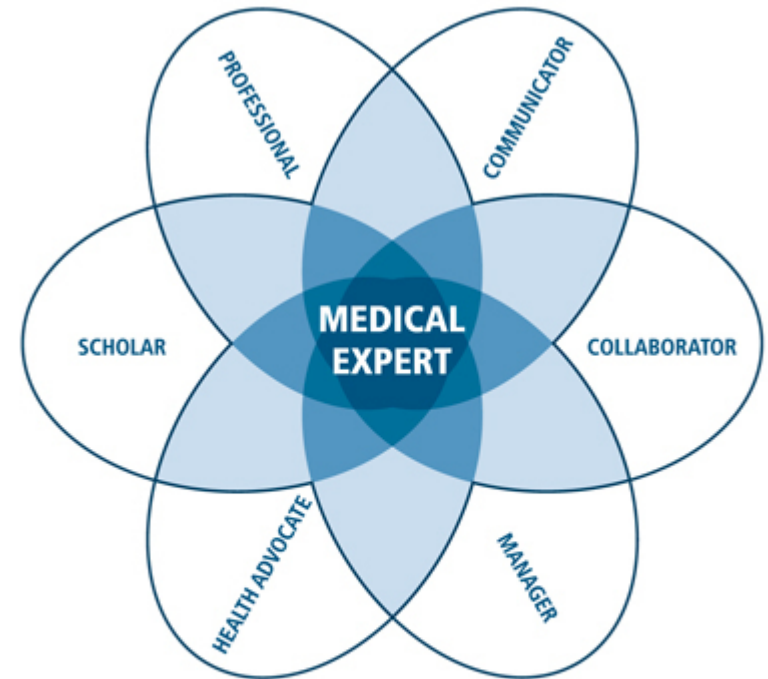 PROFESSIONAL
COMMUNICATOR
SCHOLAR
MEDICAL
EXPERT
COLLABORATOR
HEALTH ADVOCATE
MANAGER